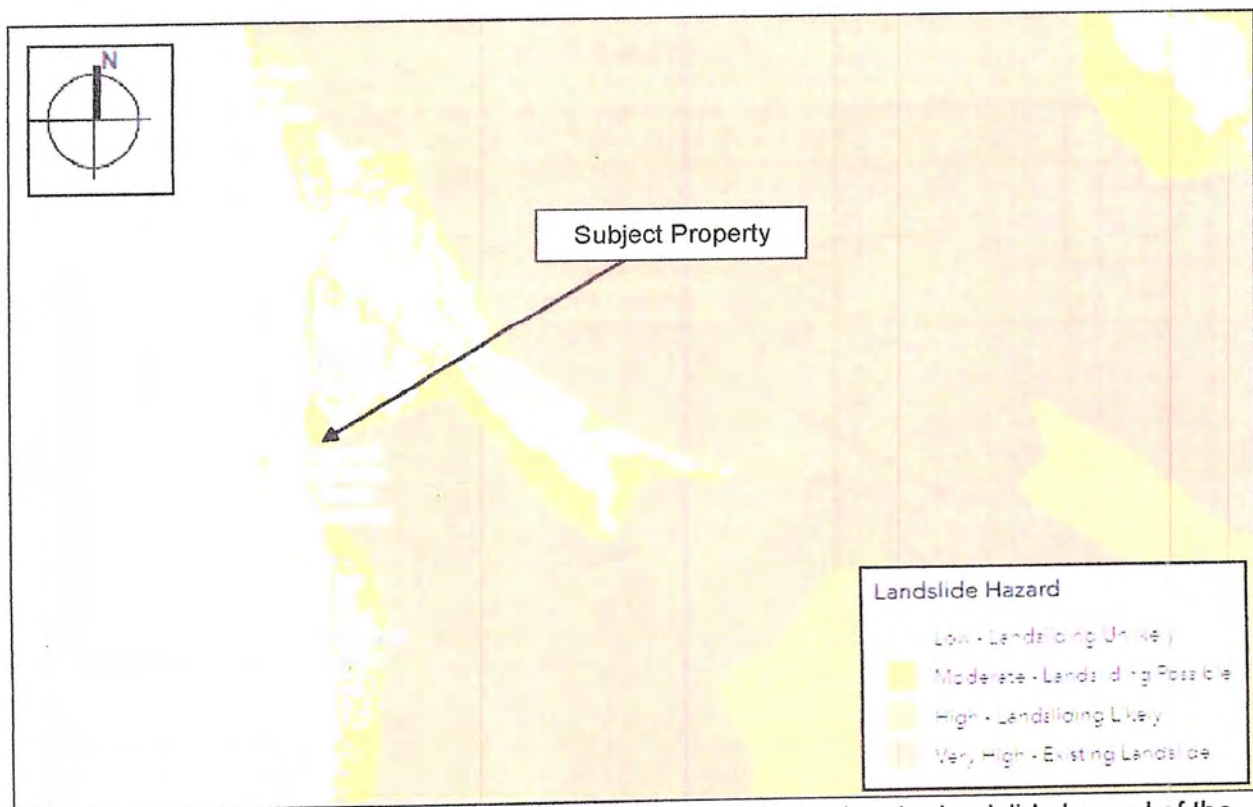 N
Subject Property
Landslide Hazard
Low - Landsliding Unlikely
Moderate - Landsliding Possible
High - Landsliding Likely
Very High - Existing Landslide